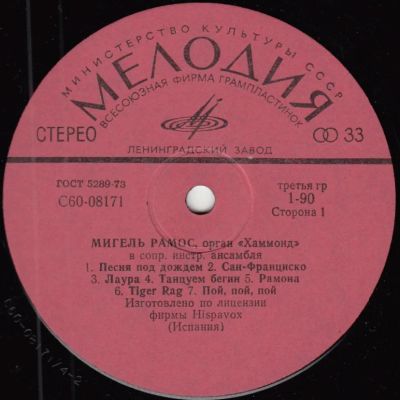 МИНИСТЕРСТВО КУЛЬТУРЫ СССР
МЕЛОДИЯ
ВСЕСОЮЗНАЯ ФИРМА ГРАМПЛАСТИНОК
СТЕРЕО
33
ЛЕНИНГРАДСКИЙ ЗАВОД
ГОСТ 5289-73
третья гр
С60-08171
1-90
Сторона 1
МИГЕЛЬ РАМОС, орган «Хаммонд»
в сопр. инстр. ансамбля
1. Песня под дождем 2. Сан-Франциско
3. Лаура 4. Танцуем бегин 5. Рамона
6. Tiger Rag 7. Пой, пой, пой
Изготовлено по лицензии
фирмы Hispavox
(Испания)